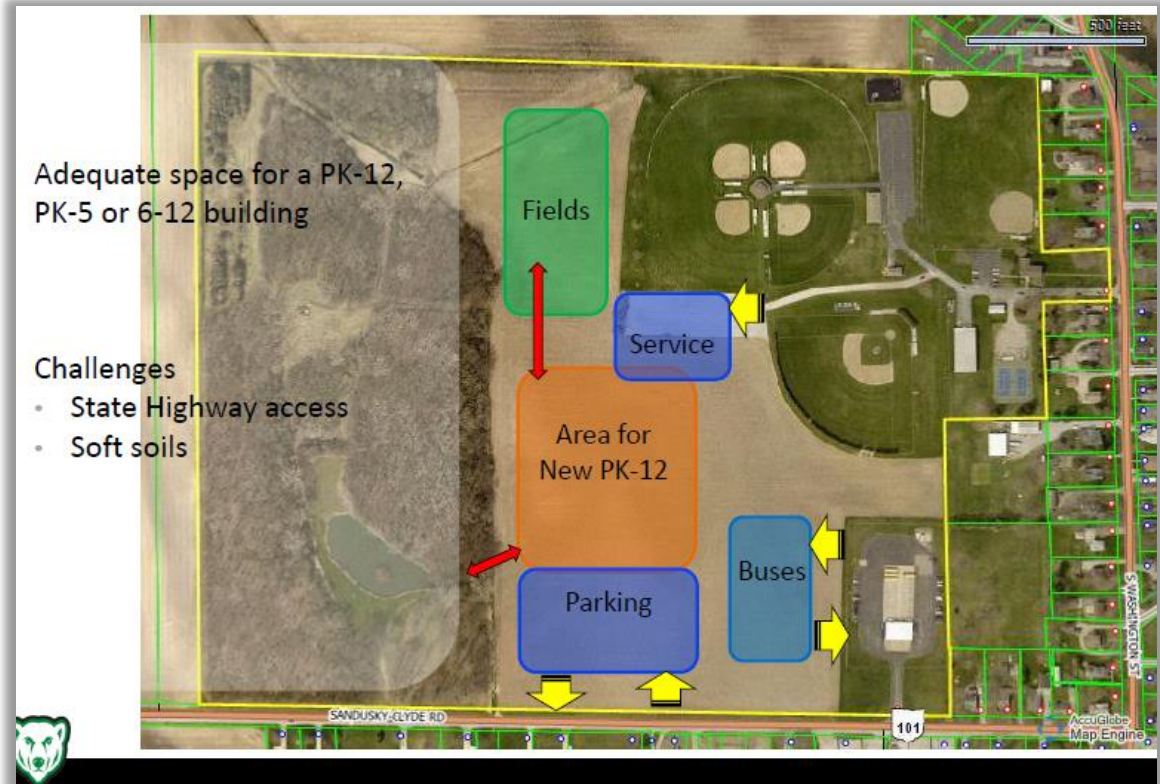 500 feet
Adequate space for a PK-12,
PK-5 or 6-12 building
Fields
Service
Challenges
• State Highway access
• Soft soils
Area for
New PK-12
Buses
Parking
S WASHINGTON ST
SANDUSKY-CLYDE RD
101
AccuGlobe
Map Engine